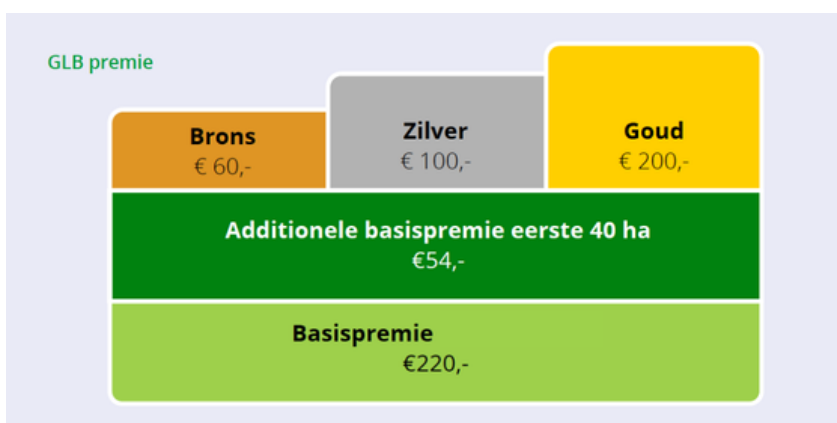 GLB premie
Brons
€ 60,-
Zilver
€ 100,-
Goud
€ 200,-
Additionele basispremie eerste 40 ha
€54,-
Basispremie
€220,-